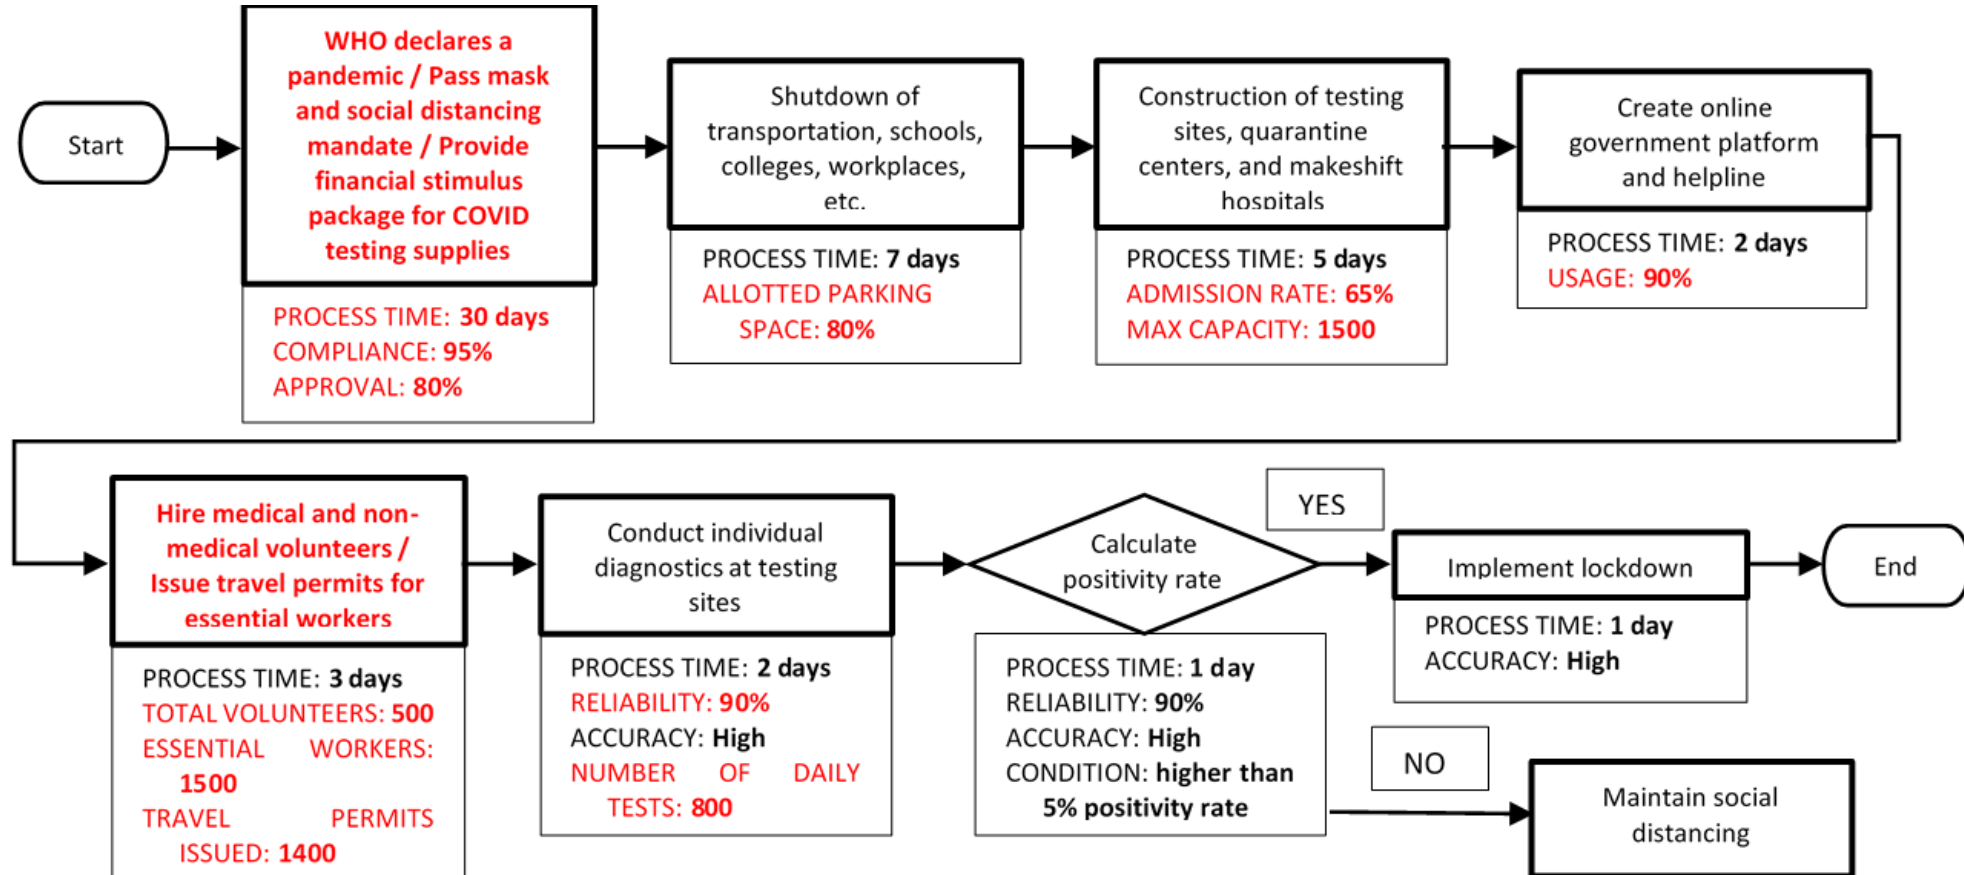 Start
WHO declares a
pandemic / Pass mask
and social distancing
mandate / Provide
financial stimulus
package for COVID
testing supplies
PROCESS TIME: 30 days
COMPLIANCE: 95%
APPROVAL: 80%
Shutdown of
transportation, schools,
colleges, workplaces,
etc.
PROCESS TIME: 7 days
ALLOTTED PARKING
SPACE: 80%
Construction of testing
sites, quarantine
centers, and makeshift
hospitals
PROCESS TIME: 5 days
ADMISSION RATE: 65%
MAX CAPACITY: 1500
Create online
government platform
and helpline
PROCESS TIME: 2 days
USAGE: 90%
Hire medical and non-
medical volunteers /
Issue travel permits for
essential workers
PROCESS TIME: 3 days
TOTAL VOLUNTEERS: 500
ESSENTIAL WORKERS:
1500
TRAVEL PERMITS
ISSUED: 1400
Conduct individual
diagnostics at testing
sites
PROCESS TIME: 2 days
RELIABILITY: 90%
ACCURACY: High
NUMBER OF DAILY
TESTS: 800
Calculate
positivity rate
PROCESS TIME: 1 day
RELIABILITY: 90%
ACCURACY: High
CONDITION: higher than
5% positivity rate
YES
Implement lockdown
PROCESS TIME: 1 day
ACCURACY: High
End
NO
Maintain social
distancing